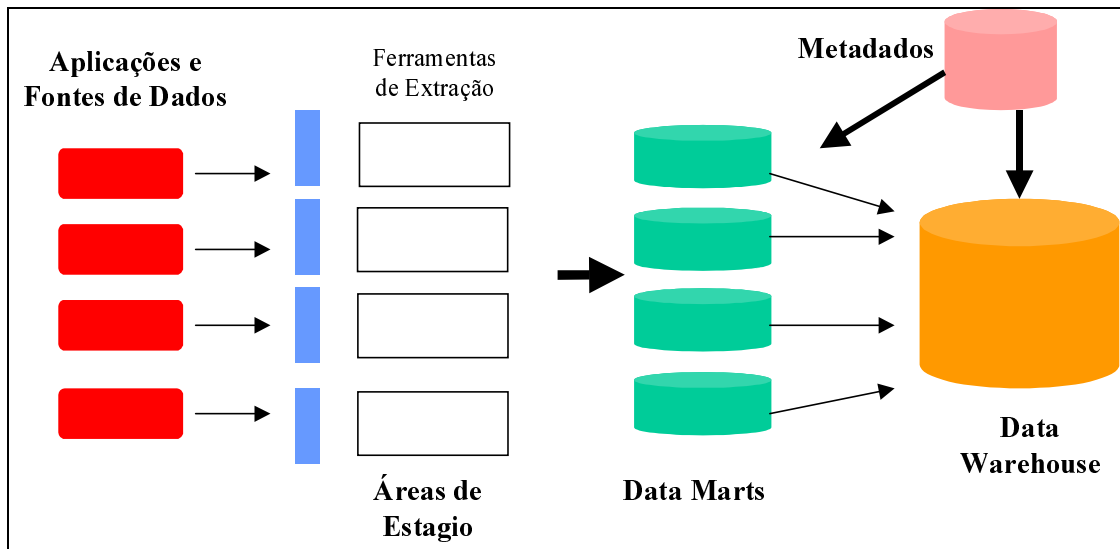 Aplicações e
Fontes de Dados
Ferramentas
de Extração
Metadados
Áreas de
Estagio
Data Marts
Data
Warehouse